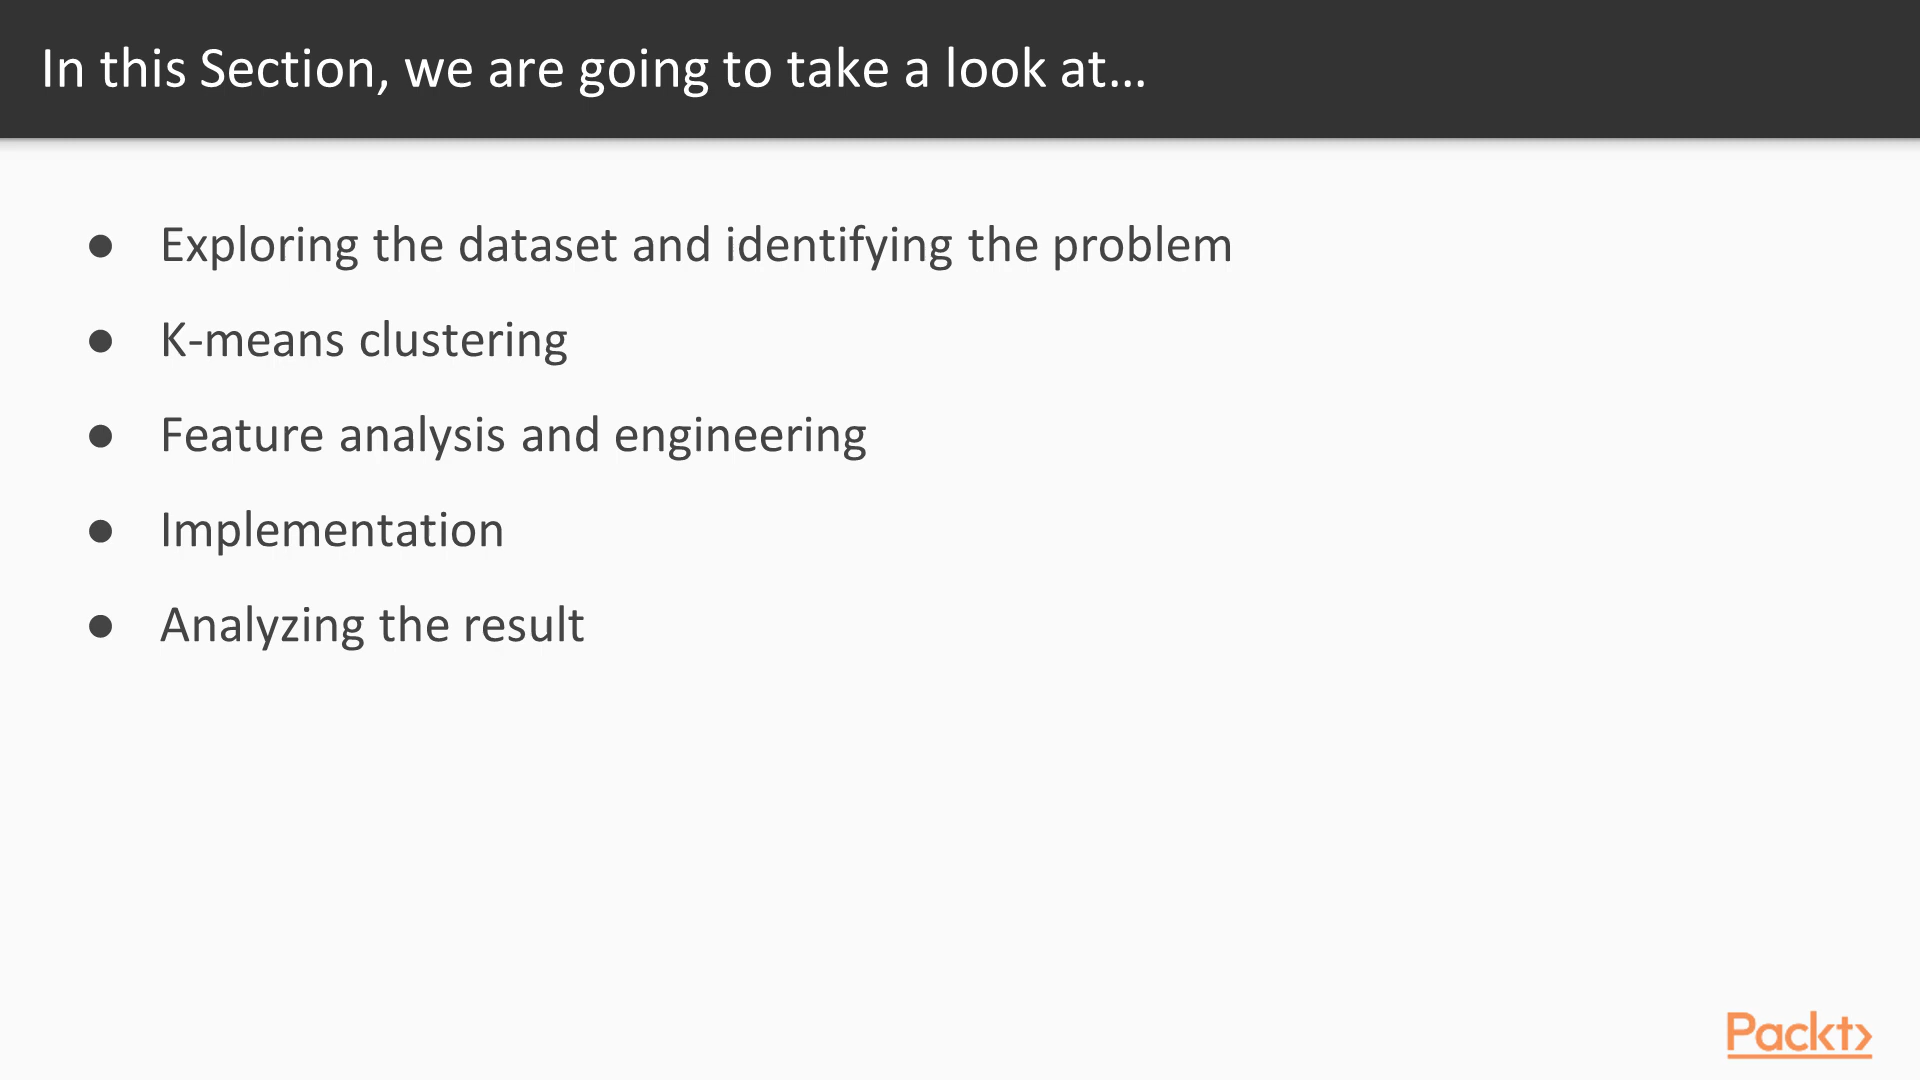 In this Section, we are going to take a look at…
● Exploring the dataset and identifying the problem
● K-means clustering
● Feature analysis and engineering
● Implementation
● Analyzing the result
Packt>